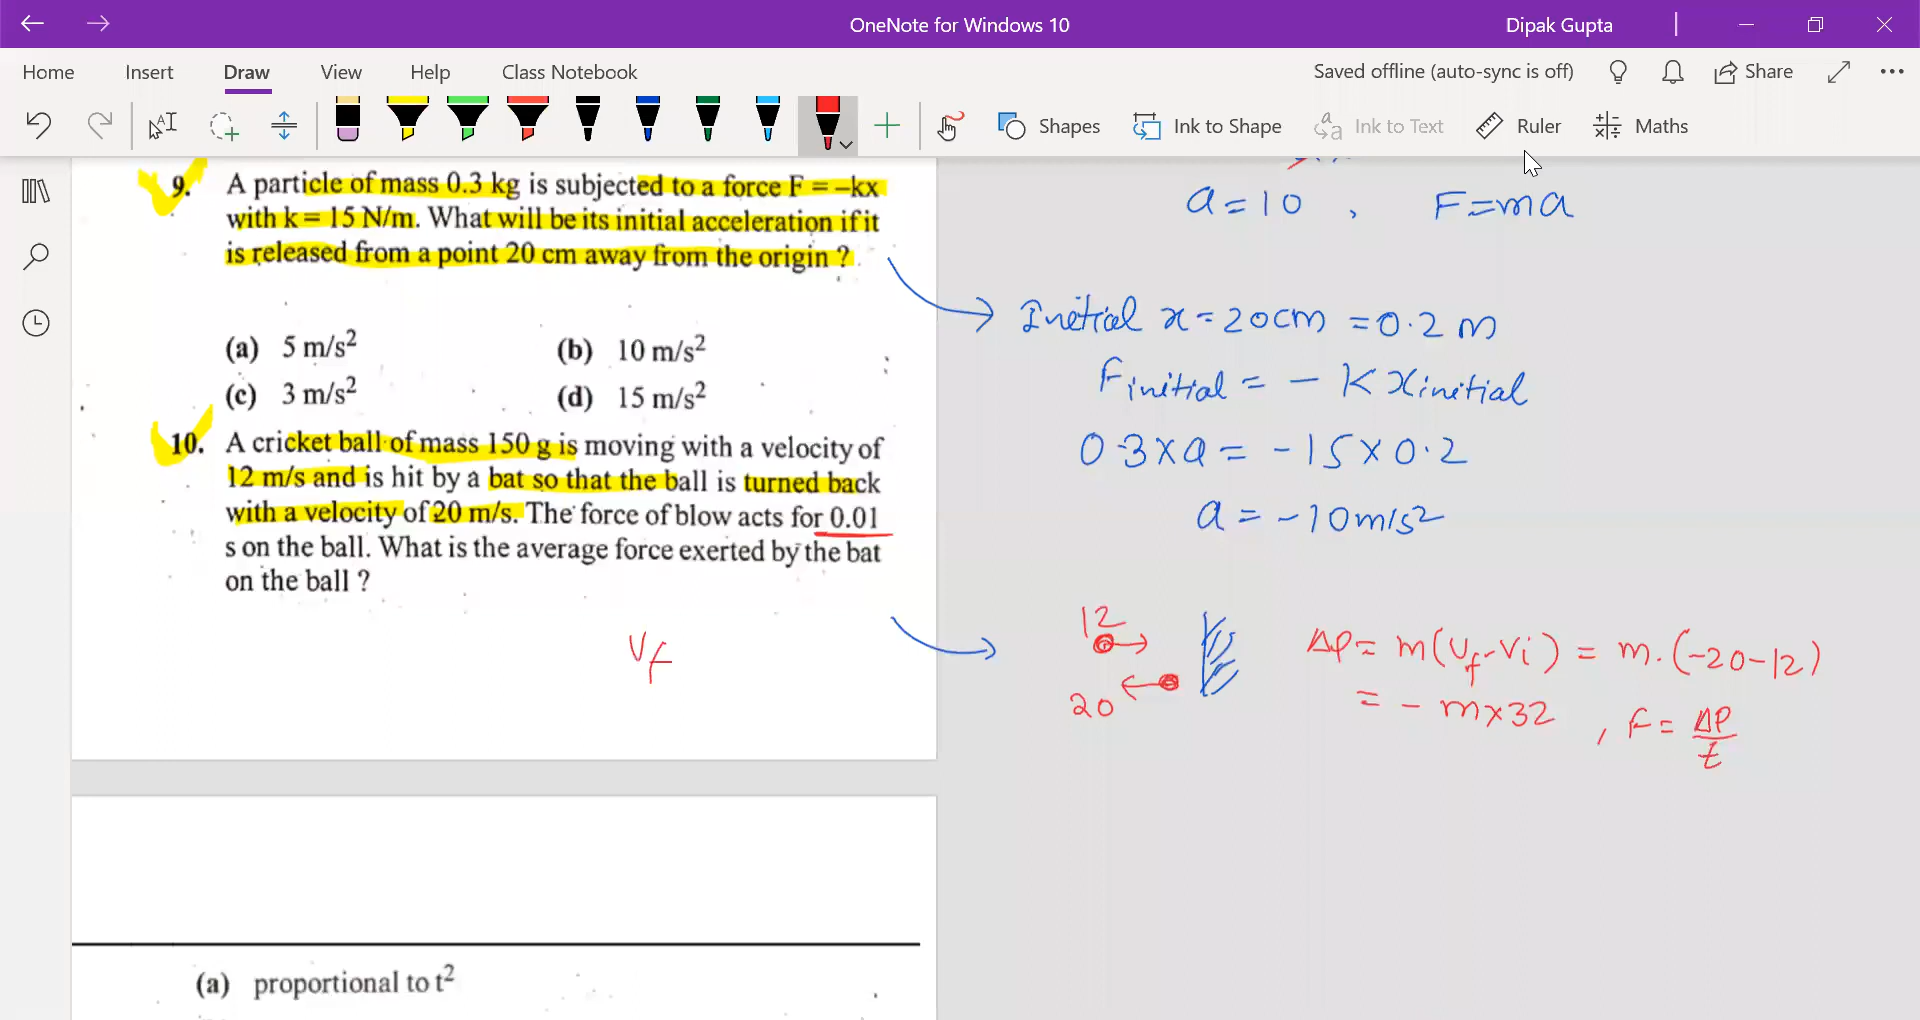 OneNote for Windows 10
Dipak Gupta
Home Insert Draw View Help Class Notebook
Saved offline (auto-sync is off) Share
Shapes Ink to Shape Ink to Text Ruler Maths
9. A particle of mass 0.3 kg is subjected to a force F = –kx
with k = 15 N/m. What will be its initial acceleration if it
is released from a point 20 cm away from the origin ?
(a) 5 m/s²
(b) 10 m/s²
(c) 3 m/s²
(d) 15 m/s²
10. A cricket ball of mass 150 g is moving with a velocity of
12 m/s and is hit by a bat so that the ball is turned back
with a velocity of 20 m/s. The force of blow acts for 0.01
s on the ball. What is the average force exerted by the bat
on the ball ?
Vf
(a) proportional to t²
a = 10 , F = ma
Initial x = 20cm = 0.2 m
Finitial = - K xinitial
0.3 x a = - 15 x 0.2
a = - 10 m/s²
12
20
Δp = m(Vf - Vi) = m. (-20-12)
= - m x 32 , F = ΔP/t